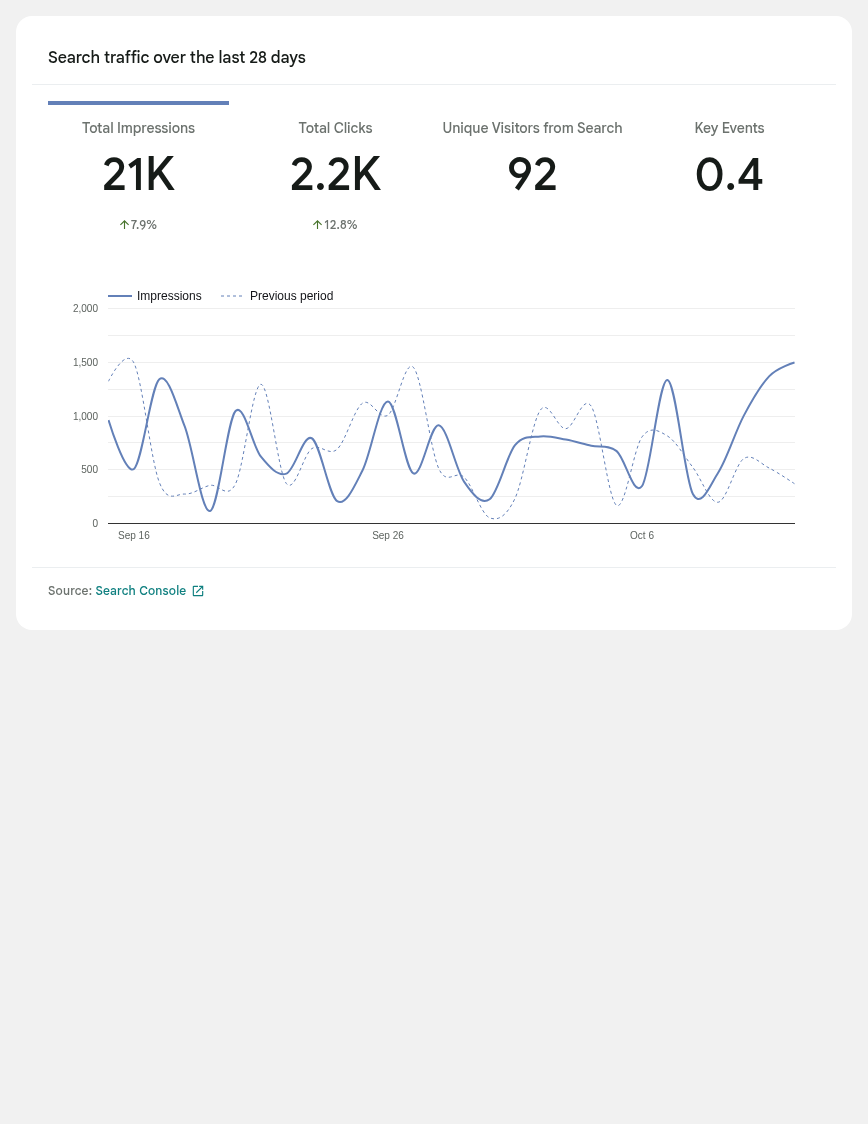 Search traffic over the last 28 days
Total Impressions
21K
↑7.9%
Total Clicks
2.2K
↑12.8%
Unique Visitors from Search
92
Key Events
0.4
Impressions
Previous period
2,000
1,500
1,000
500
0
Sep 16
Sep 26
Oct 6
Source: Search Console